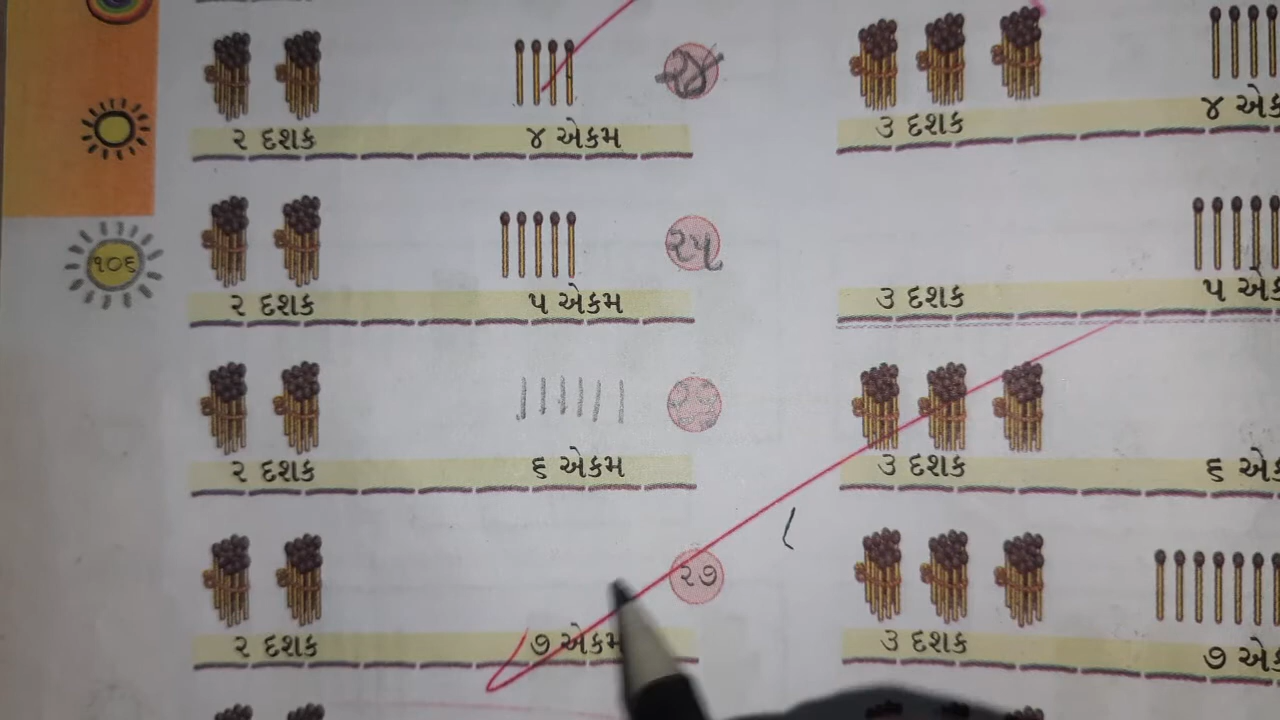 ૨ દશક ૪ એકમ ૨૪
૩ દશક ૪ એક
૧૦૬
૨ દશક ૫ એકમ ૨૫
૩ દશક ૫ એક
૨ દશક ૬ એકમ
૩ દશક ૬ એક
૨ દશક ૭ એકમ ૨૭
૩ દશક ૭ એક